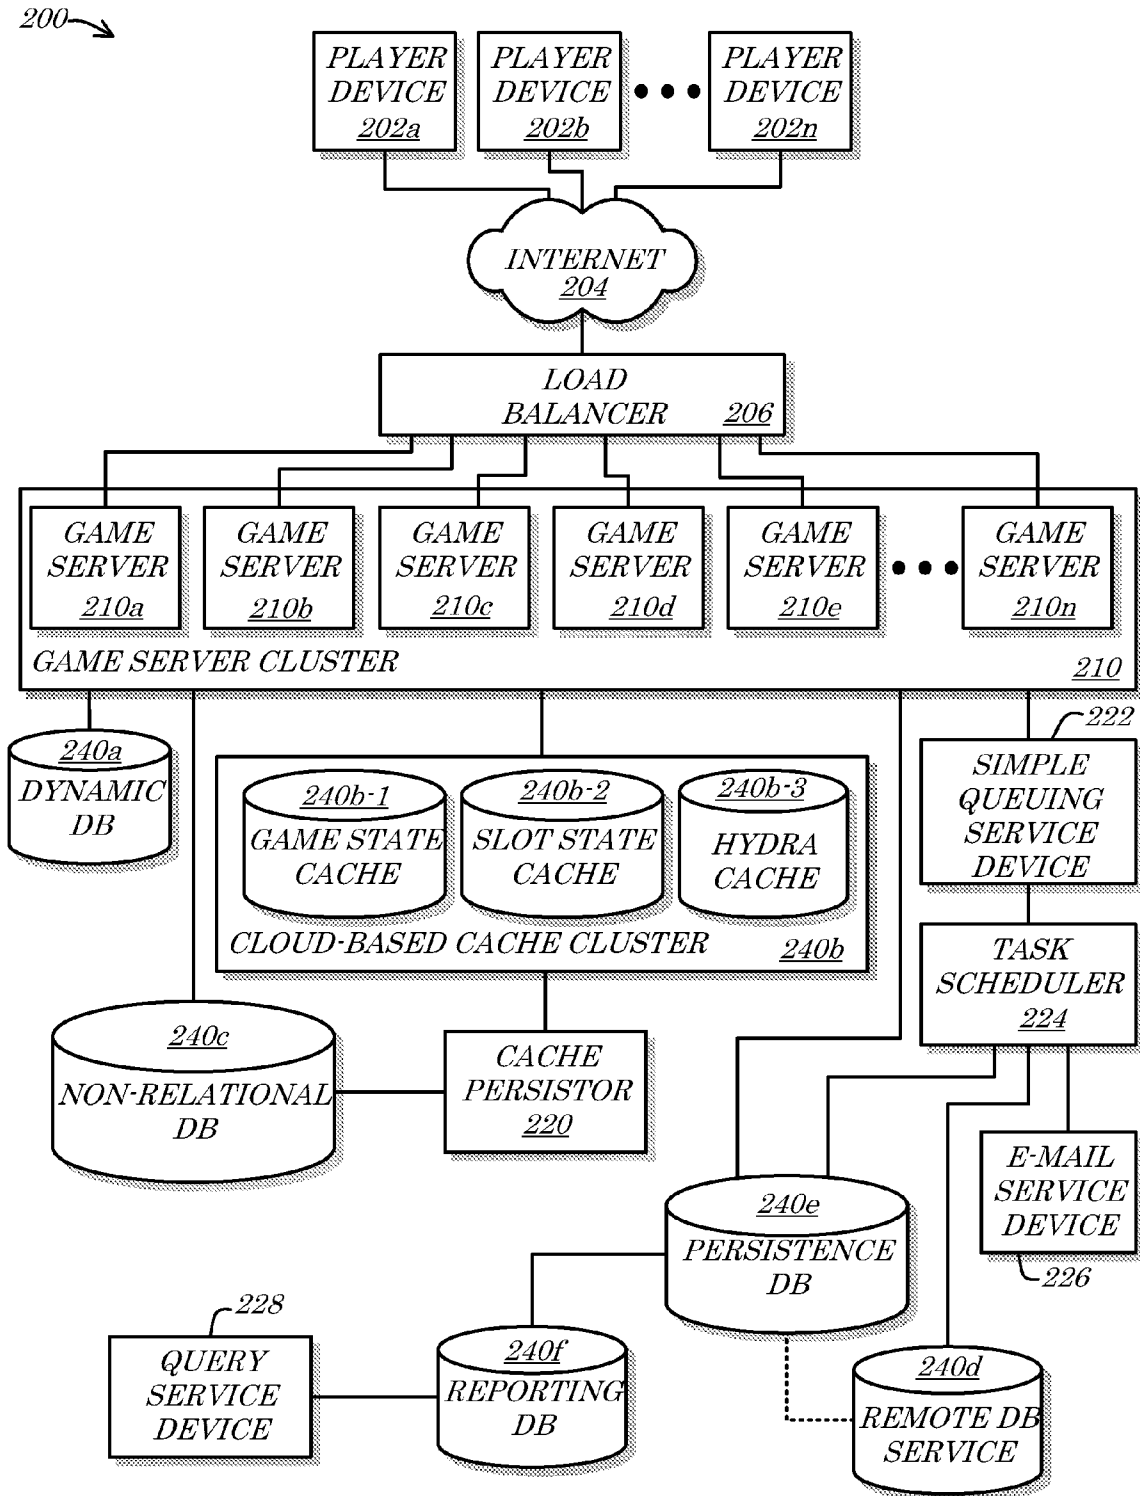 200
PLAYER
DEVICE
202a
PLAYER
DEVICE
202b
PLAYER
DEVICE
202n
INTERNET
204
LOAD
BALANCER
206
GAME
SERVER
210a
GAME
SERVER
210b
GAME
SERVER
210c
GAME
SERVER
210d
GAME
SERVER
210e
GAME
SERVER
210n
GAME SERVER CLUSTER
210
240a
DYNAMIC
DB
240b-1
GAME STATE
CACHE
240b-2
SLOT STATE
CACHE
240b-3
HYDRA
CACHE
CLOUD-BASED CACHE CLUSTER
240b
222
SIMPLE
QUEUING
SERVICE
DEVICE
TASK
SCHEDULER
224
240c
NON-RELATIONAL
DB
CACHE
PERSISTOR
220
E-MAIL
SERVICE
DEVICE
226
240e
PERSISTENCE
DB
228
QUERY
SERVICE
DEVICE
240f
REPORTING
DB
240d
REMOTE DB
SERVICE